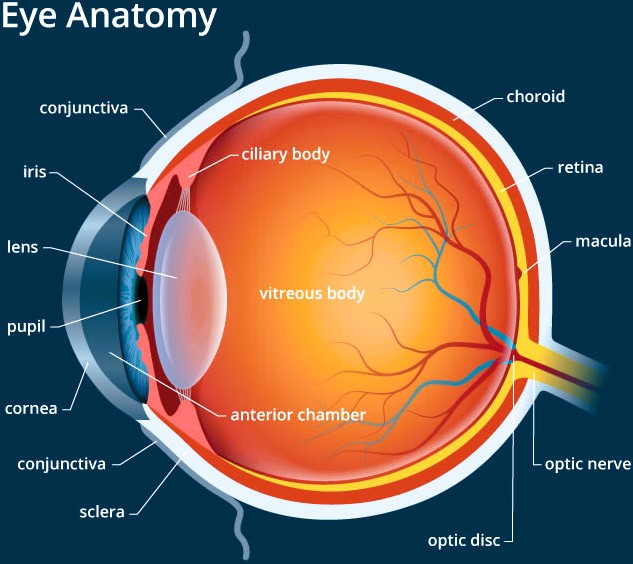 Eye Anatomy
conjunctiva
choroid
ciliary body
iris
retina
lens
macula
vitreous body
pupil
cornea
anterior chamber
conjunctiva
optic nerve
sclera
optic disc